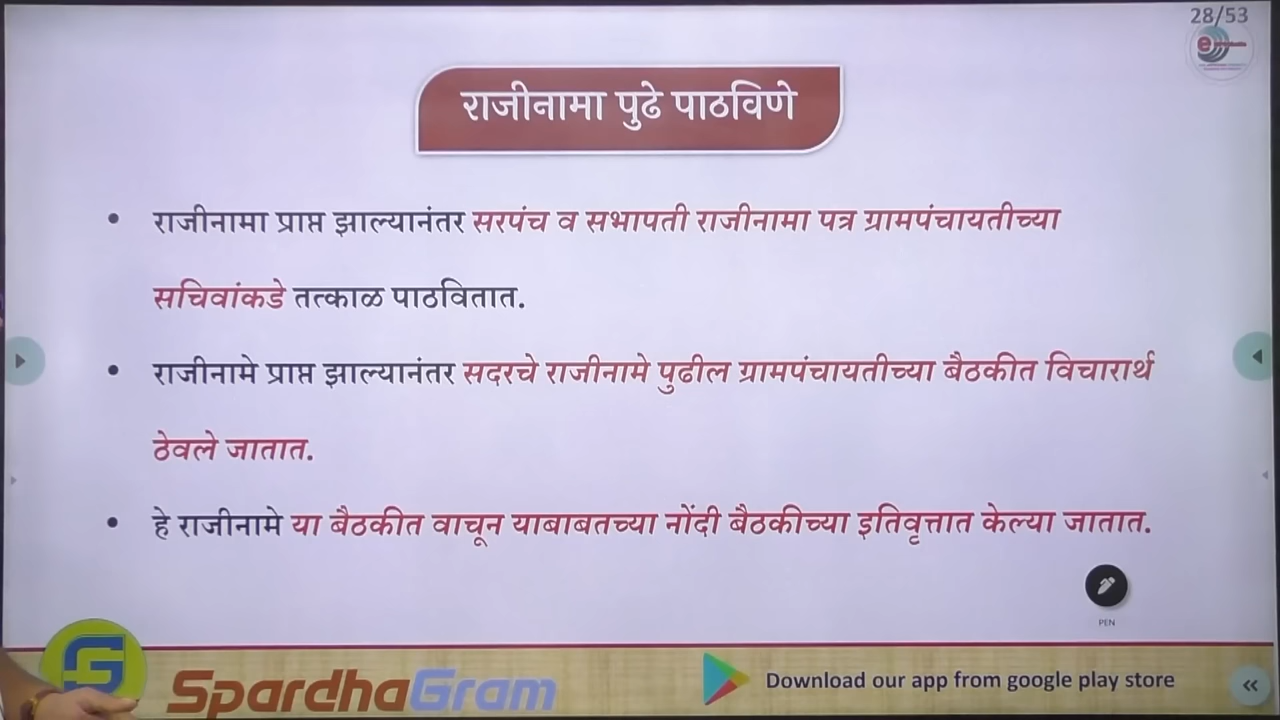 28/53
राजीनामा पुढे पाठविणे
• राजीनामा प्राप्त झाल्यानंतर सरपंच व सभापती राजीनामा पत्र ग्रामपंचायतीच्या
सचिवांकडे तत्काळ पाठवितात.
• राजीनामे प्राप्त झाल्यानंतर सदरचे राजीनामे पुढील ग्रामपंचायतीच्या बैठकीत विचारार्थ
ठेवले जातात.
• हे राजीनामे या बैठकीत वाचून याबाबतच्या नोंदी बैठकीच्या इतिवृत्तात केल्या जातात.
PEN
SpardhaGram
Download our app from google play store